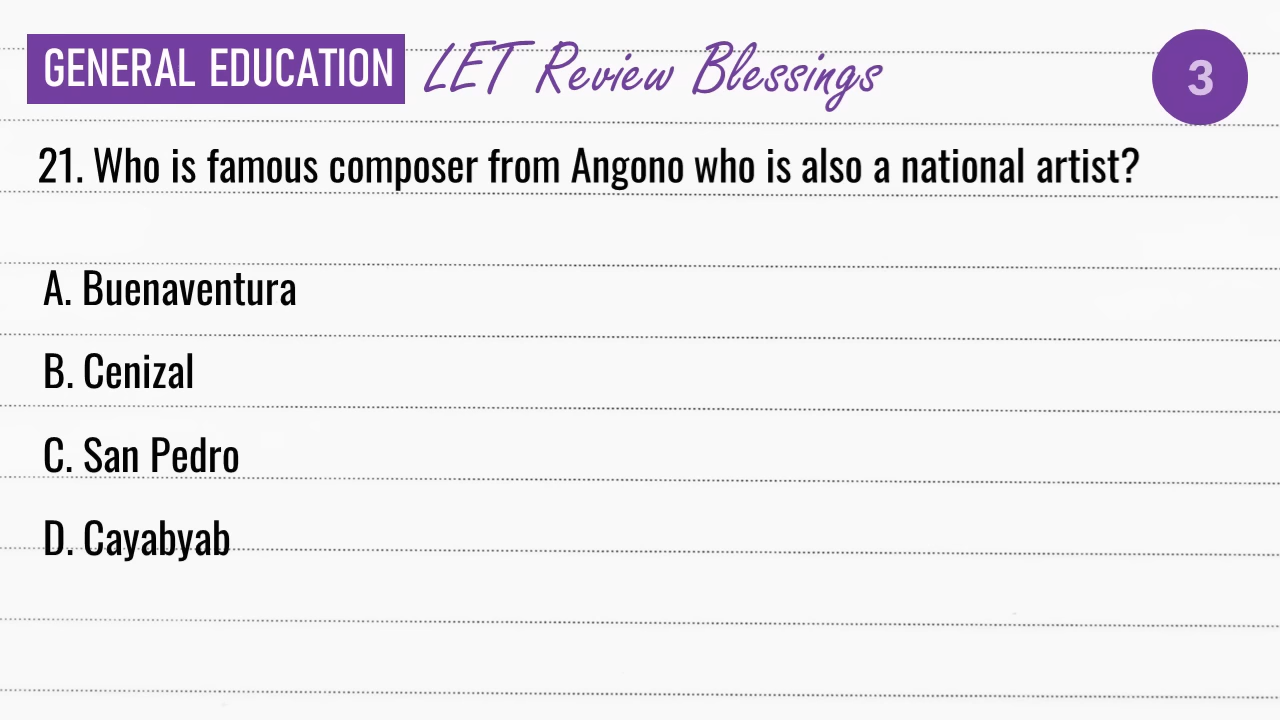 GENERAL EDUCATION LET Review Blessings
3
21. Who is famous composer from Angono who is also a national artist?
A. Buenaventura
B. Cenizal
C. San Pedro
D. Cayabyab